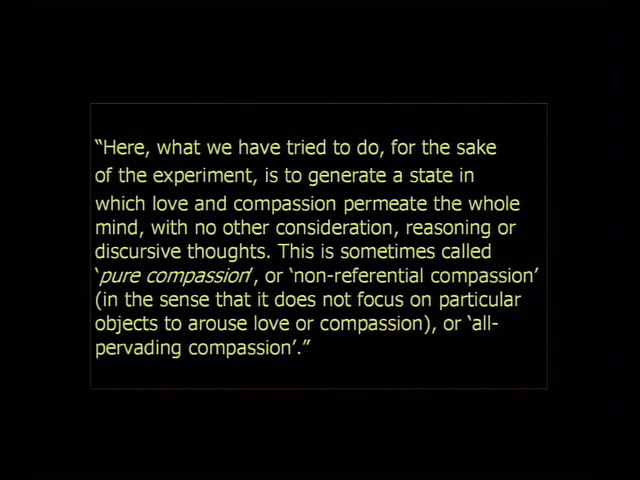 “Here, what we have tried to do, for the sake
of the experiment, is to generate a state in
which love and compassion permeate the whole
mind, with no other consideration, reasoning or
discursive thoughts. This is sometimes called
‘pure compassion’, or ‘non-referential compassion’
(in the sense that it does not focus on particular
objects to arouse love or compassion), or ‘all-
pervading compassion’.”